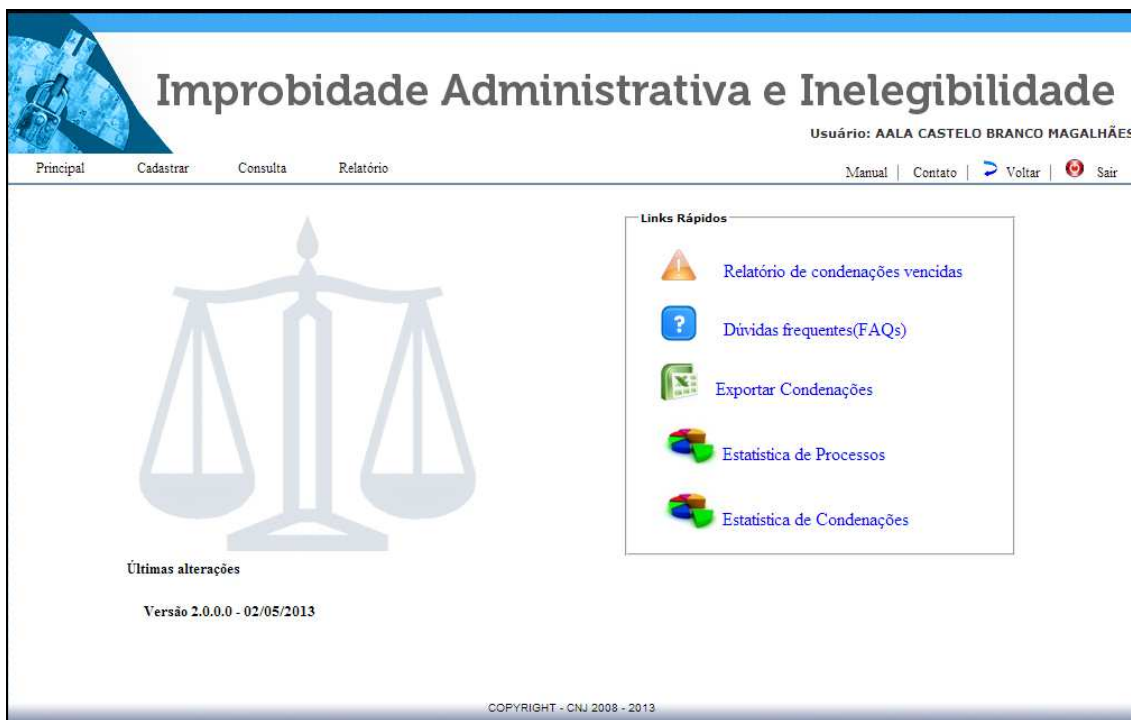 Improbidade Administrativa e Inelegibilidade
Usuário: AALA CASTELO BRANCO MAGALHÃES
Principal Cadastrar Consulta Relatório Manual | Contato | Voltar | Sair
Links Rápidos
Relatório de condenações vencidas
Dúvidas frequentes(FAQs)
Exportar Condenações
Estatística de Processos
Estatística de Condenações
Últimas alterações
Versão 2.0.0.0 - 02/05/2013
COPYRIGHT - CNJ 2008 - 2013